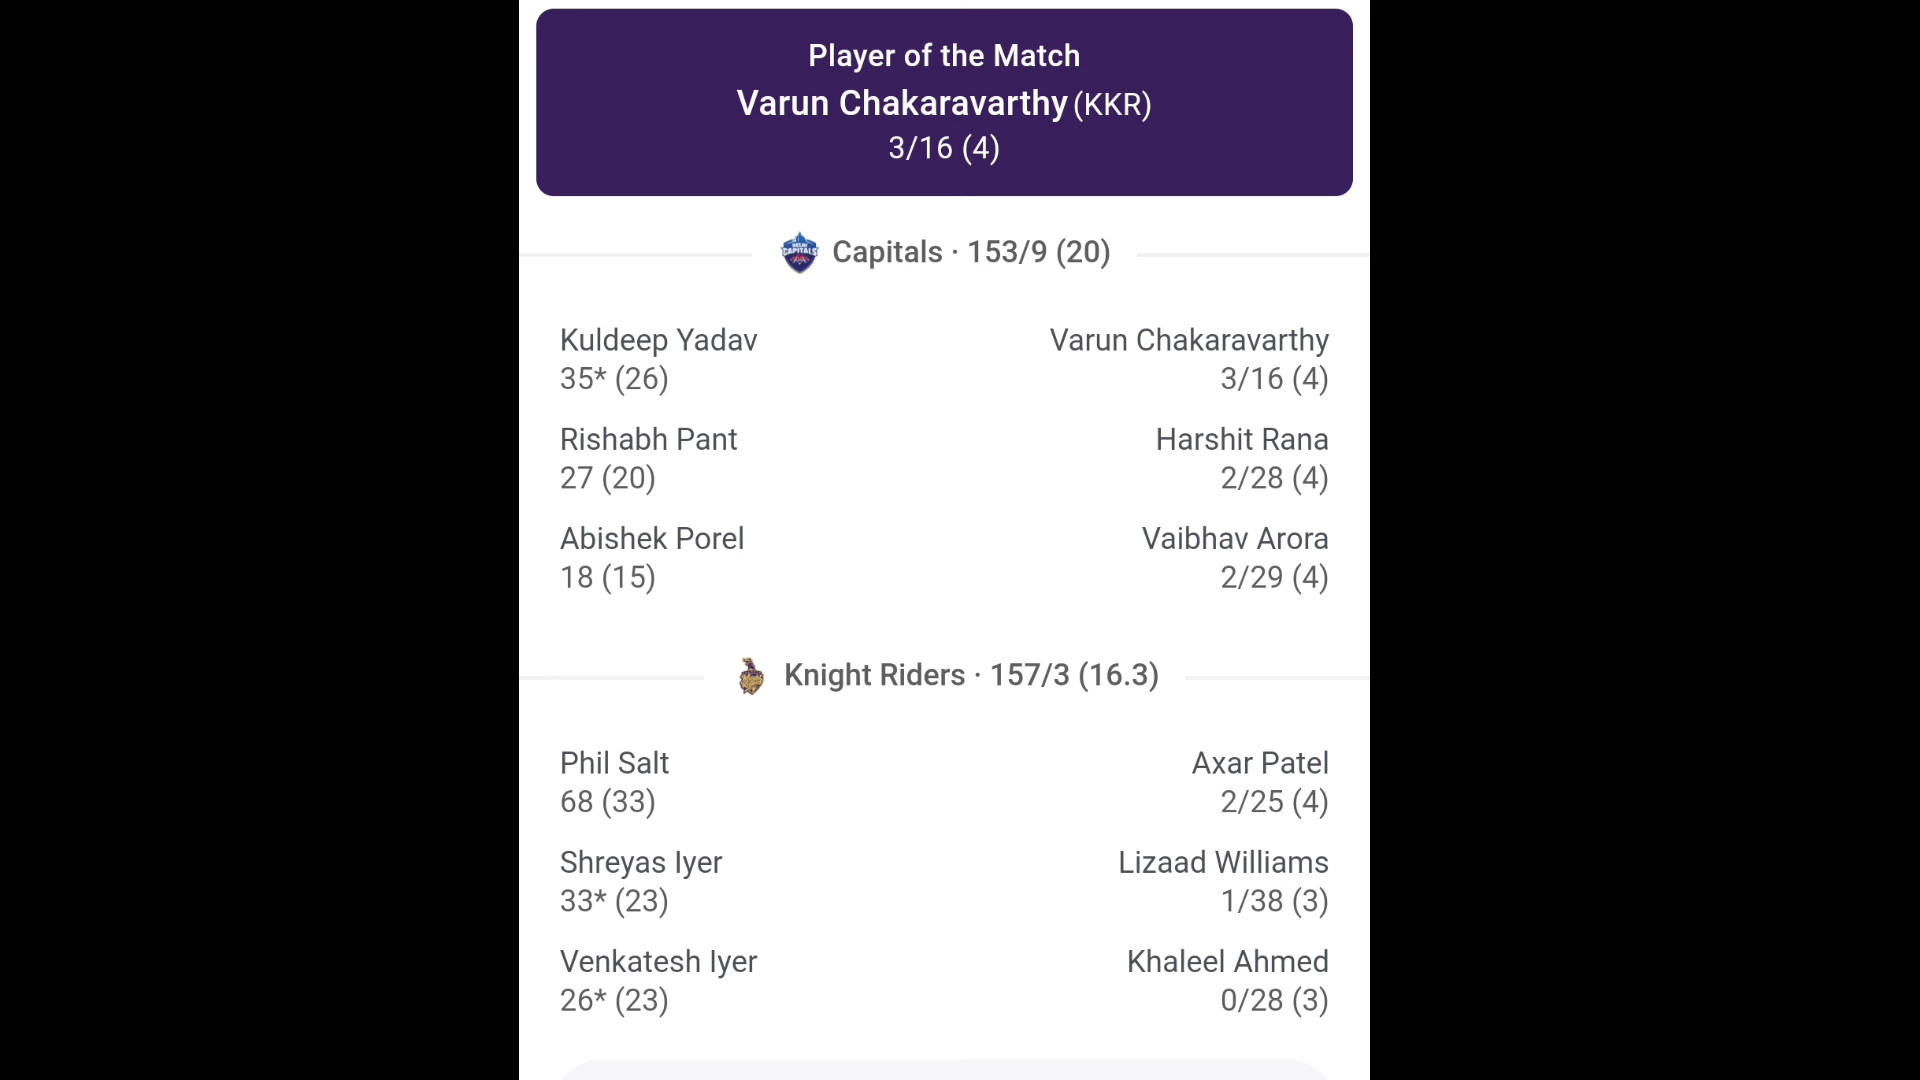 Player of the Match
Varun Chakaravarthy (KKR)
3/16 (4)
DELHI
CAPITALS
Capitals · 153/9 (20)
Kuldeep Yadav Varun Chakaravarthy
35* (26) 3/16 (4)
Rishabh Pant Harshit Rana
27 (20) 2/28 (4)
Abishek Porel Vaibhav Arora
18 (15) 2/29 (4)
Knight Riders · 157/3 (16.3)
Phil Salt Axar Patel
68 (33) 2/25 (4)
Shreyas Iyer Lizaad Williams
33* (23) 1/38 (3)
Venkatesh Iyer Khaleel Ahmed
26* (23) 0/28 (3)